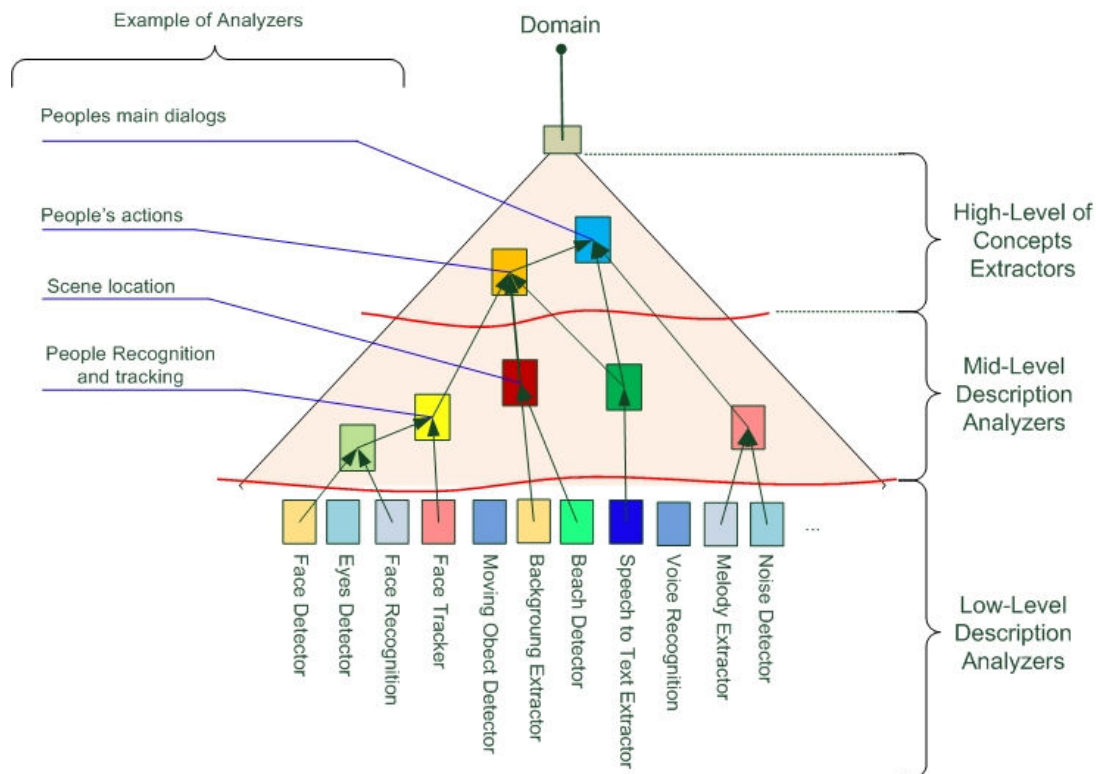 Example of Analyzers
Domain
Peoples main dialogs
People's actions
Scene location
People Recognition
and tracking
High-Level of
Concepts
Extractors
Mid-Level
Description
Analyzers
Low-Level
Description
Analyzers
Face Detector
Eyes Detector
Face Recognition
Face Tracker
Moving Obect Detector
Backgroung Extractor
Beach Detector
Speech to Text Extractor
Voice Recognition
Melody Extractor
Noise Detector
...